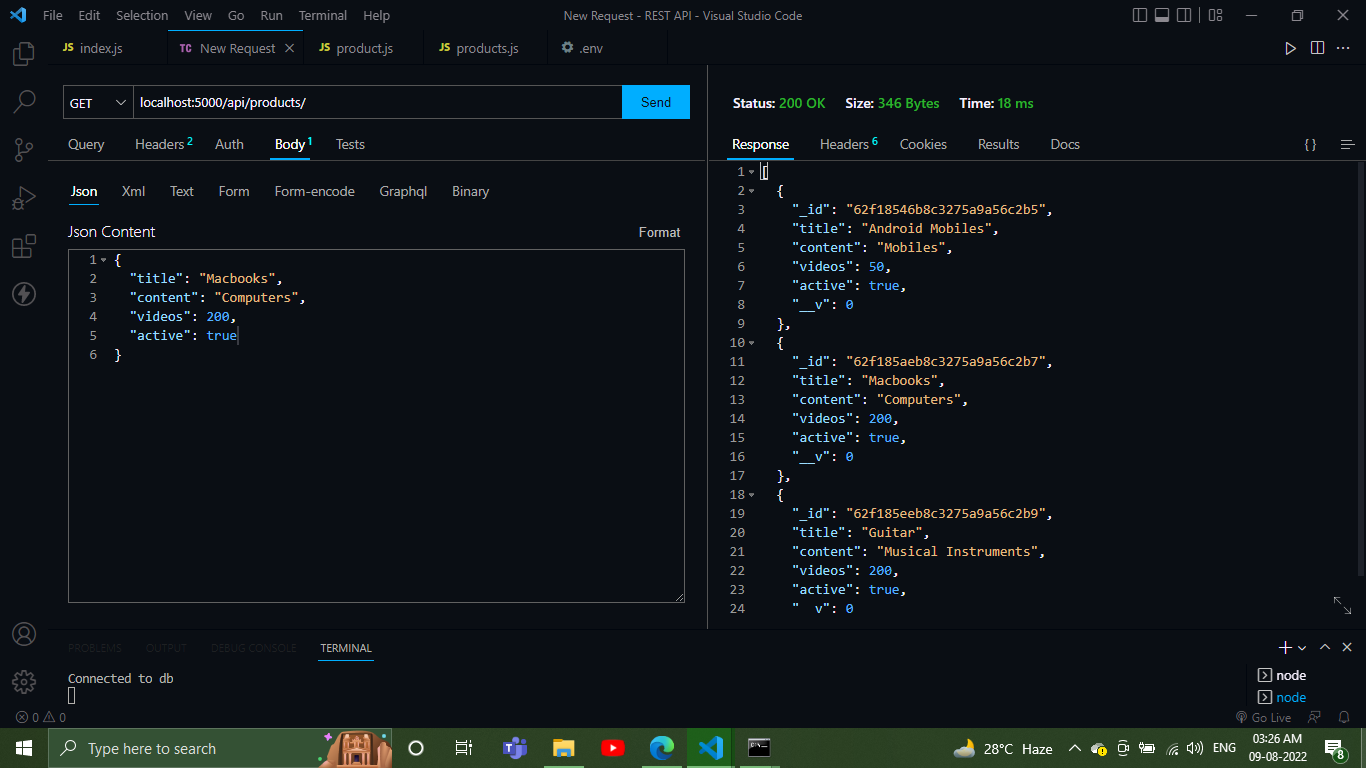 File Edit Selection View Go Run Terminal Help New Request - REST API - Visual Studio Code
JS index.js TC New Request JS product.js JS products.js .env
GET localhost:5000/api/products/ Send
Query Headers 2 Auth Body 1 Tests
Json Xml Text Form Form-encode Graphql Binary
Json Content Format
1 {
2 "title": "Macbooks",
3 "content": "Computers",
4 "videos": 200,
5 "active": true
6 }
Status: 200 OK Size: 346 Bytes Time: 18 ms
Response Headers 6 Cookies Results Docs {}
1 [
2 {
3 "_id": "62f18546b8c3275a9a56c2b5",
4 "title": "Android Mobiles",
5 "content": "Mobiles",
6 "videos": 50,
7 "active": true,
8 "__v": 0
9 },
10 {
11 "_id": "62f185aeb8c3275a9a56c2b7",
12 "title": "Macbooks",
13 "content": "Computers",
14 "videos": 200,
15 "active": true,
16 "__v": 0
17 },
18 {
19 "_id": "62f185eeb8c3275a9a56c2b9",
20 "title": "Guitar",
21 "content": "Musical Instruments",
22 "videos": 200,
23 "active": true,
24 "__v": 0
PROBLEMS OUTPUT DEBUG CONSOLE TERMINAL
Connected to db
node
node
0 0 Go Live
Type here to search 28°C Haze ENG 03:26 AM
09-08-2022
8